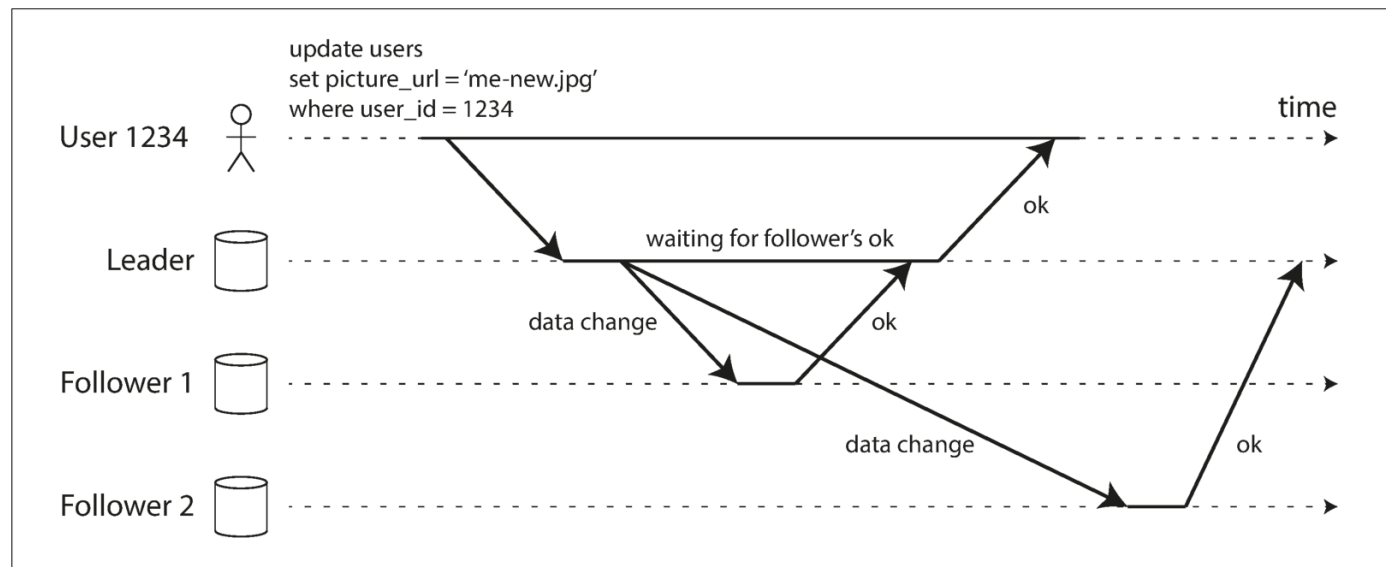 update users
set picture_url = ‘me-new.jpg’
where user_id = 1234
time
User 1234
ok
waiting for follower’s ok
Leader
data change
ok
Follower 1
data change
ok
Follower 2